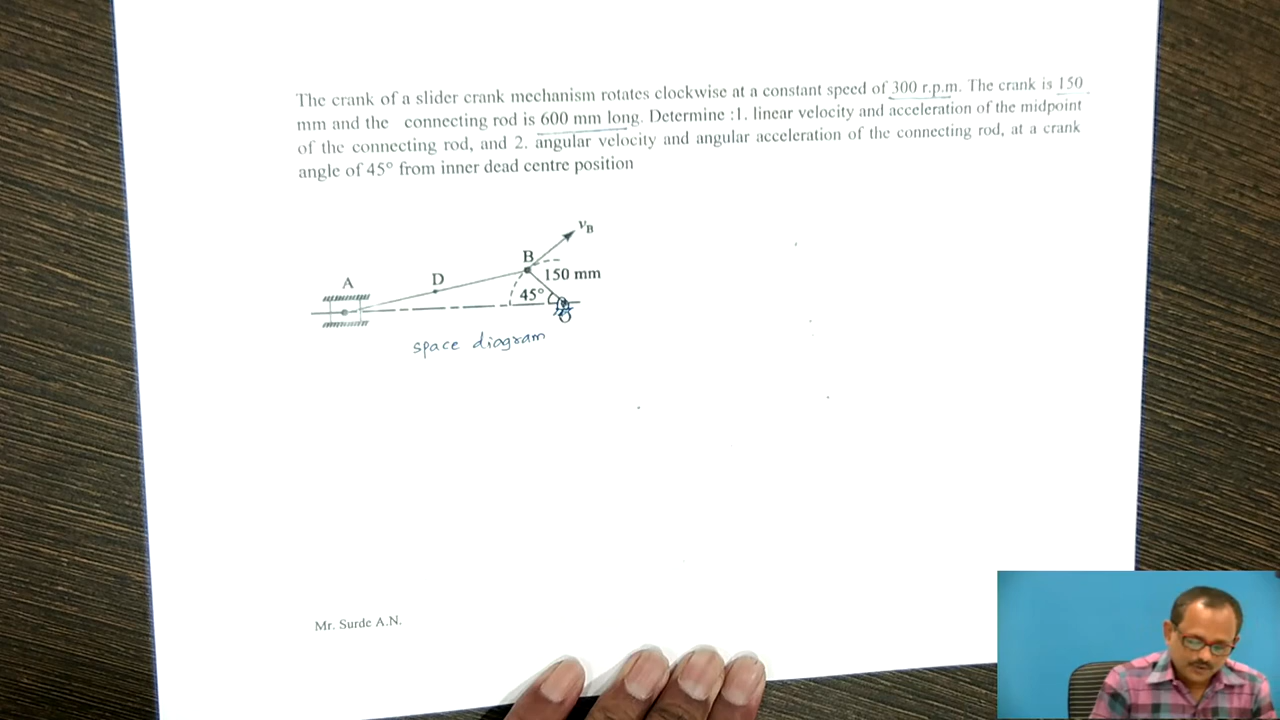 The crank of a slider crank mechanism rotates clockwise at a constant speed of 300 r.p.m. The crank is 150
mm and the connecting rod is 600 mm long. Determine :1. linear velocity and acceleration of the midpoint
of the connecting rod, and 2. angular velocity and angular acceleration of the connecting rod, at a crank
angle of 45° from inner dead centre position
vB
B
A
D
150 mm
45°
O
space diagram
Mr. Surde A.N.